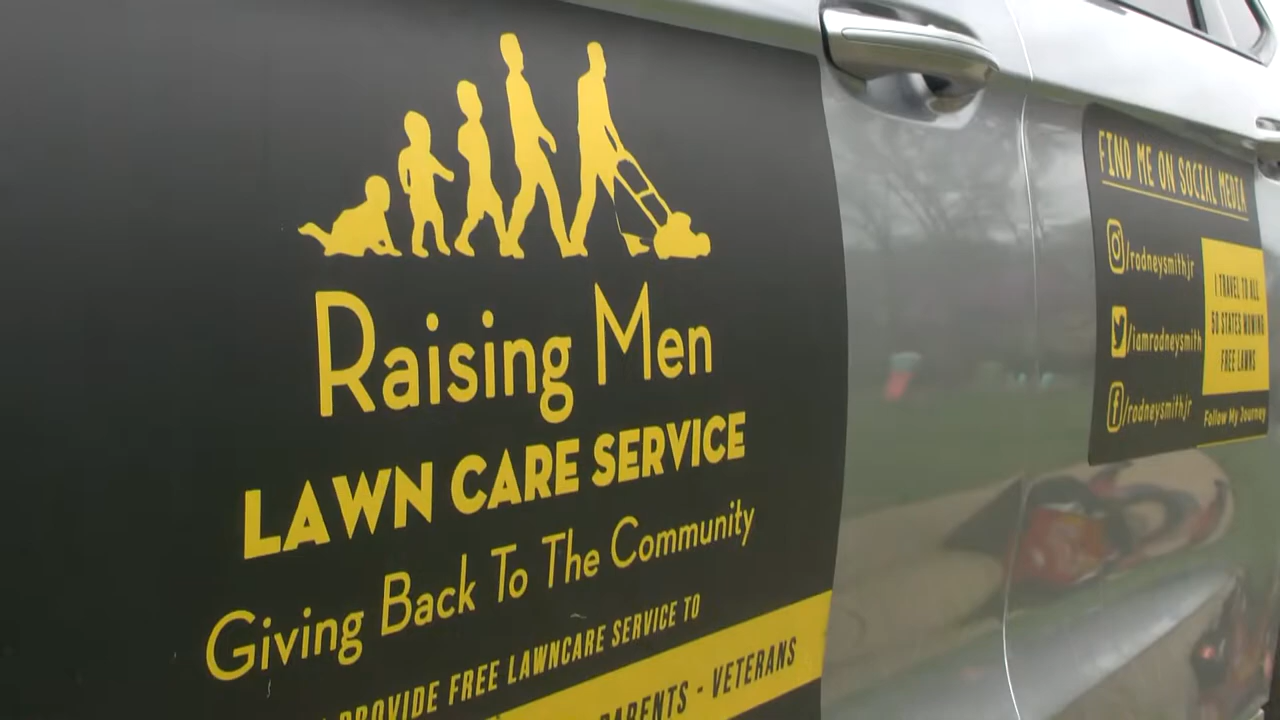 Raising Men
LAWN CARE SERVICE
Giving Back To The Community
PROVIDE FREE LAWNCARE SERVICE TO
PARENTS - VETERANS
FIND ME ON SOCIAL MEDIA
/rodneysmithjr
/iamrodneysmith
/rodneysmithjr
I TRAVEL TO ALL
50 STATES MOWING
FREE LAWNS
Follow My Journey